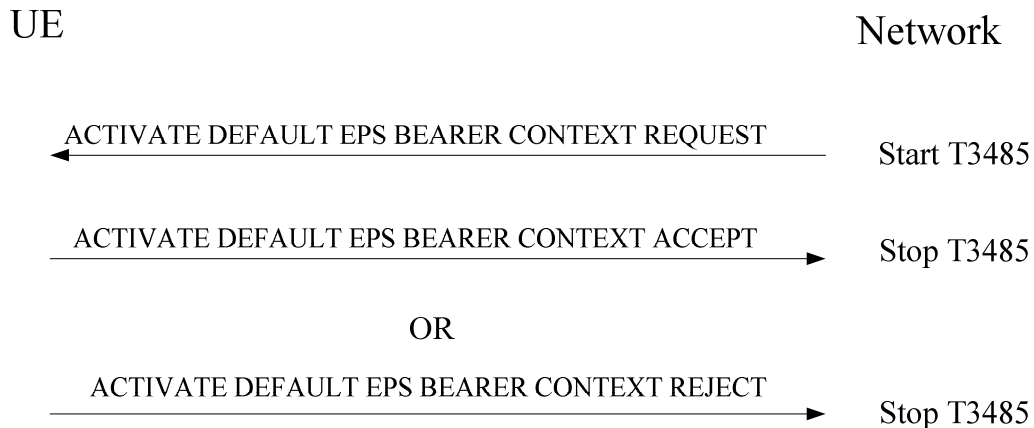 UE
Network
ACTIVATE DEFAULT EPS BEARER CONTEXT REQUEST
Start T3485
ACTIVATE DEFAULT EPS BEARER CONTEXT ACCEPT
Stop T3485
OR
ACTIVATE DEFAULT EPS BEARER CONTEXT REJECT
Stop T3485